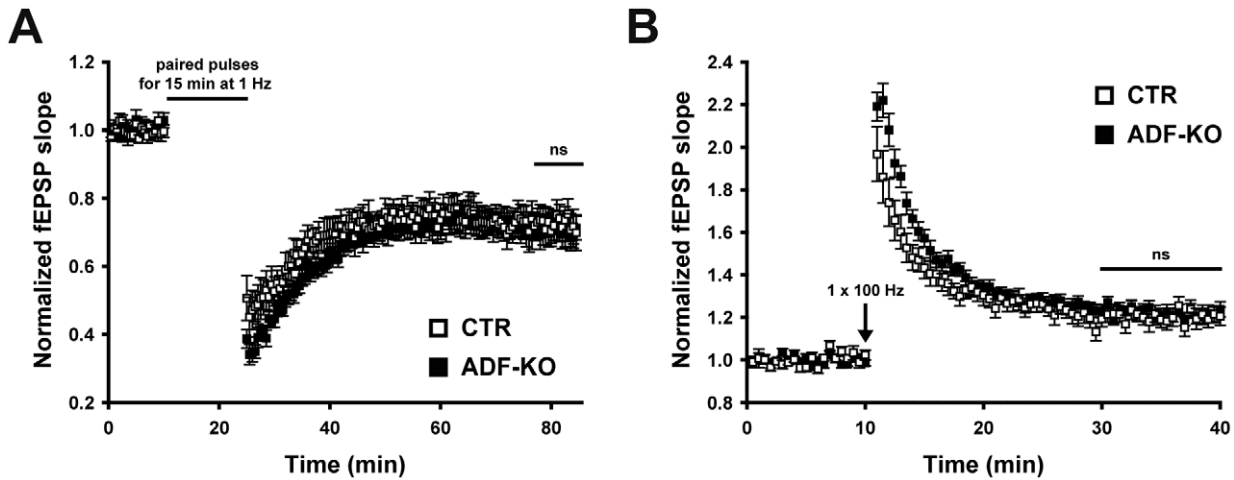 A
Normalized fEPSP slope
1.2
1.0
0.8
0.6
0.4
0.2
paired pulses
for 15 min at 1 Hz
ns
CTR
ADF-KO
0 20 40 60 80
Time (min)
B
Normalized fEPSP slope
2.4
2.2
2.0
1.8
1.6
1.4
1.2
1.0
0.8
CTR
ADF-KO
ns
1 x 100 Hz
0 10 20 30 40
Time (min)